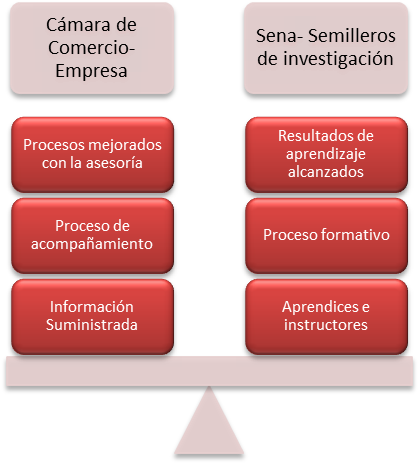 Cámara de
Comercio-
Empresa
Sena- Semilleros
de investigación
Procesos mejorados
con la asesoría
Resultados de
aprendizaje
alcanzados
Proceso de
acompañamiento
Proceso formativo
Información
Suministrada
Aprendices e
instructores